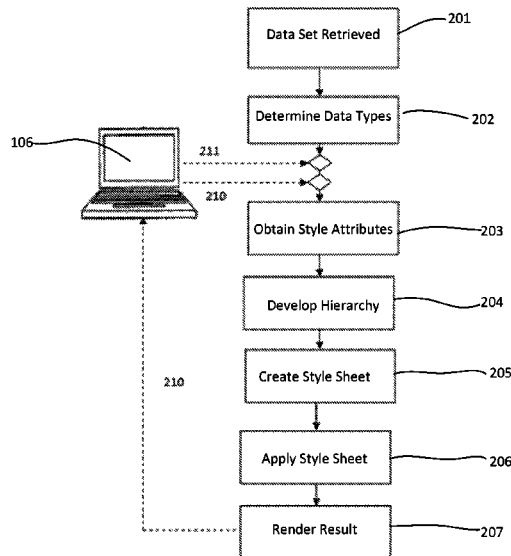 Data Set Retrieved
201
Determine Data Types
202
106
211
210
Obtain Style Attributes
203
Develop Hierarchy
204
Create Style Sheet
205
210
Apply Style Sheet
206
Render Result
207